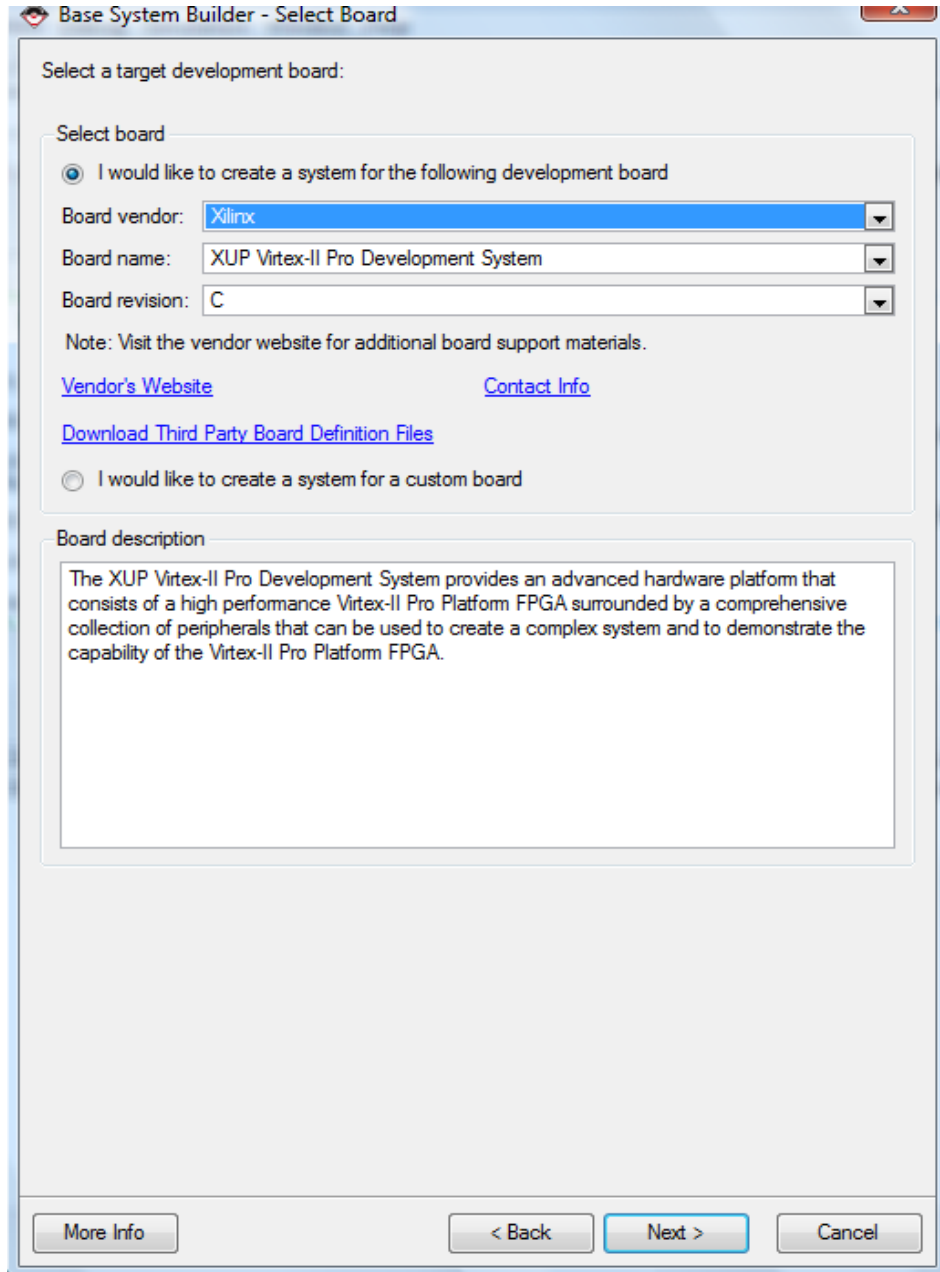 Base System Builder - Select Board
Select a target development board:
Select board
I would like to create a system for the following development board
Board vendor: Xilinx
Board name: XUP Virtex-II Pro Development System
Board revision: C
Note: Visit the vendor website for additional board support materials.
Vendor's Website Contact Info
Download Third Party Board Definition Files
I would like to create a system for a custom board
Board description
The XUP Virtex-II Pro Development System provides an advanced hardware platform that
consists of a high performance Virtex-II Pro Platform FPGA surrounded by a comprehensive
collection of peripherals that can be used to create a complex system and to demonstrate the
capability of the Virtex-II Pro Platform FPGA.
More Info < Back Next > Cancel